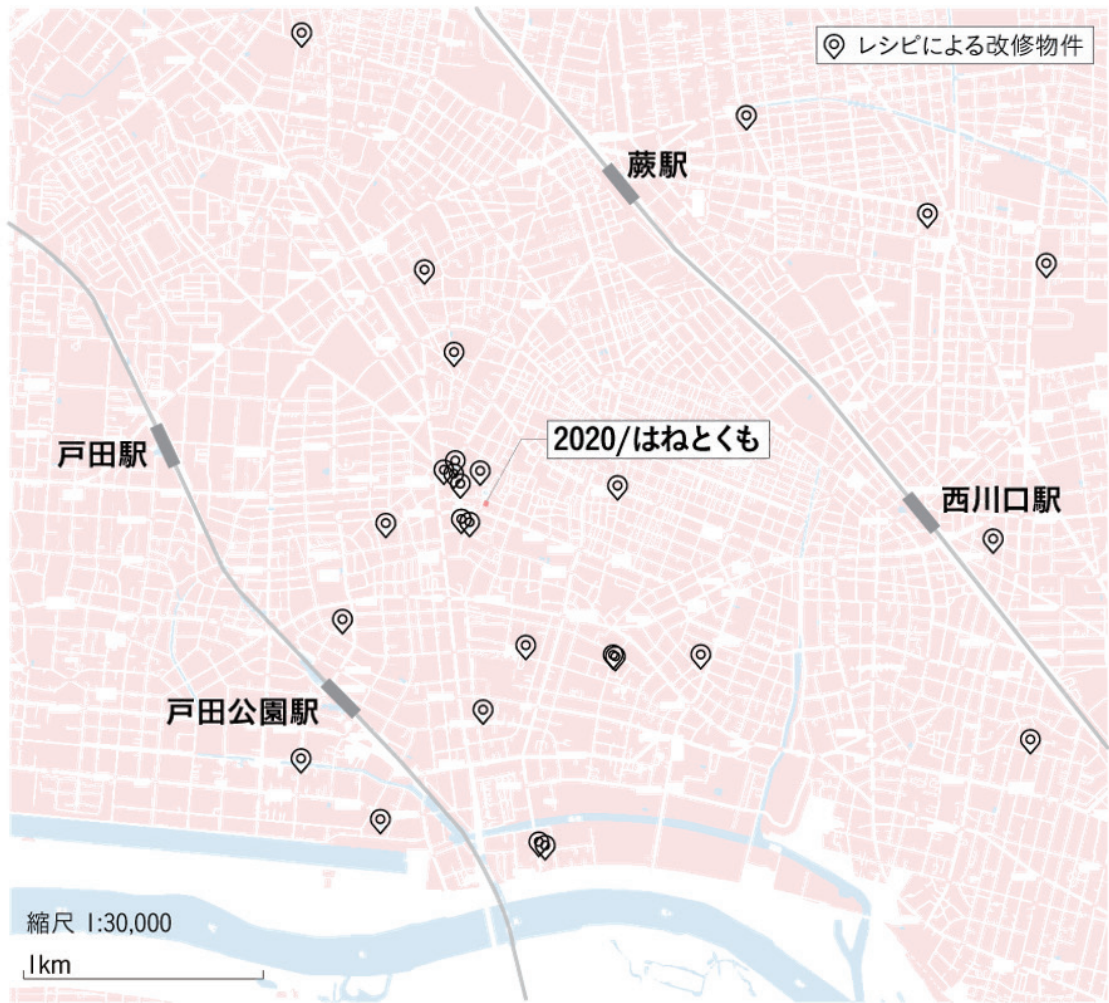 レシピによる改修物件
蕨駅
2020/はねとくも
戸田駅
西川口駅
戸田公園駅
縮尺 1:30,000
1km